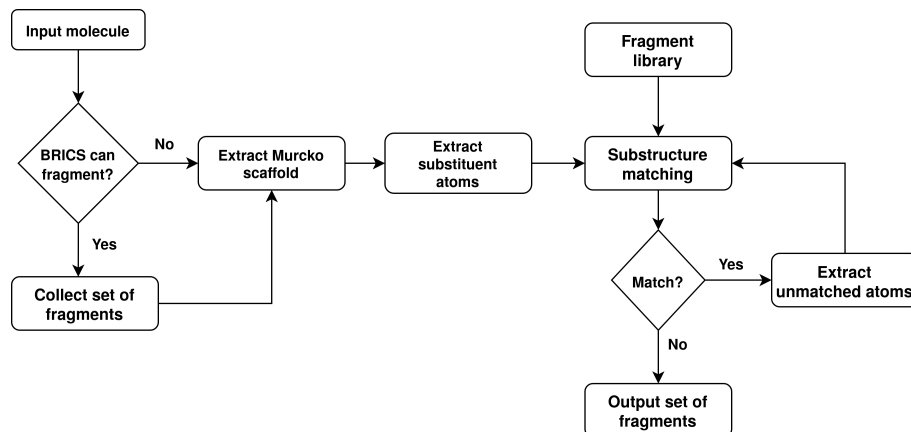 Input molecule
BRICS can
fragment?
No
Yes
Collect set of
fragments
Extract Murcko
scaffold
Extract
substituent
atoms
Fragment
library
Substructure
matching
Match?
Yes
Extract
unmatched atoms
No
Output set of
fragments